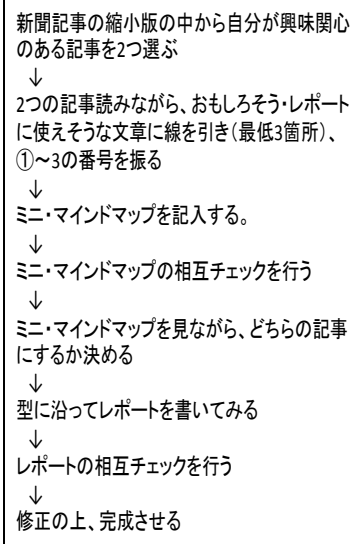 新聞記事の縮小版の中から自分が興味関心
のある記事を2つ選ぶ
↓
2つの記事読みながら、おもしろそう・レポート
に使えそうな文章に線を引き(最低3箇所)、
①～3の番号を振る
↓
ミニ・マインドマップを記入する。
↓
ミニ・マインドマップの相互チェックを行う
↓
ミニ・マインドマップを見ながら、どちらの記事
にするか決める
↓
型に沿ってレポートを書いてみる
↓
レポートの相互チェックを行う
↓
修正の上、完成させる